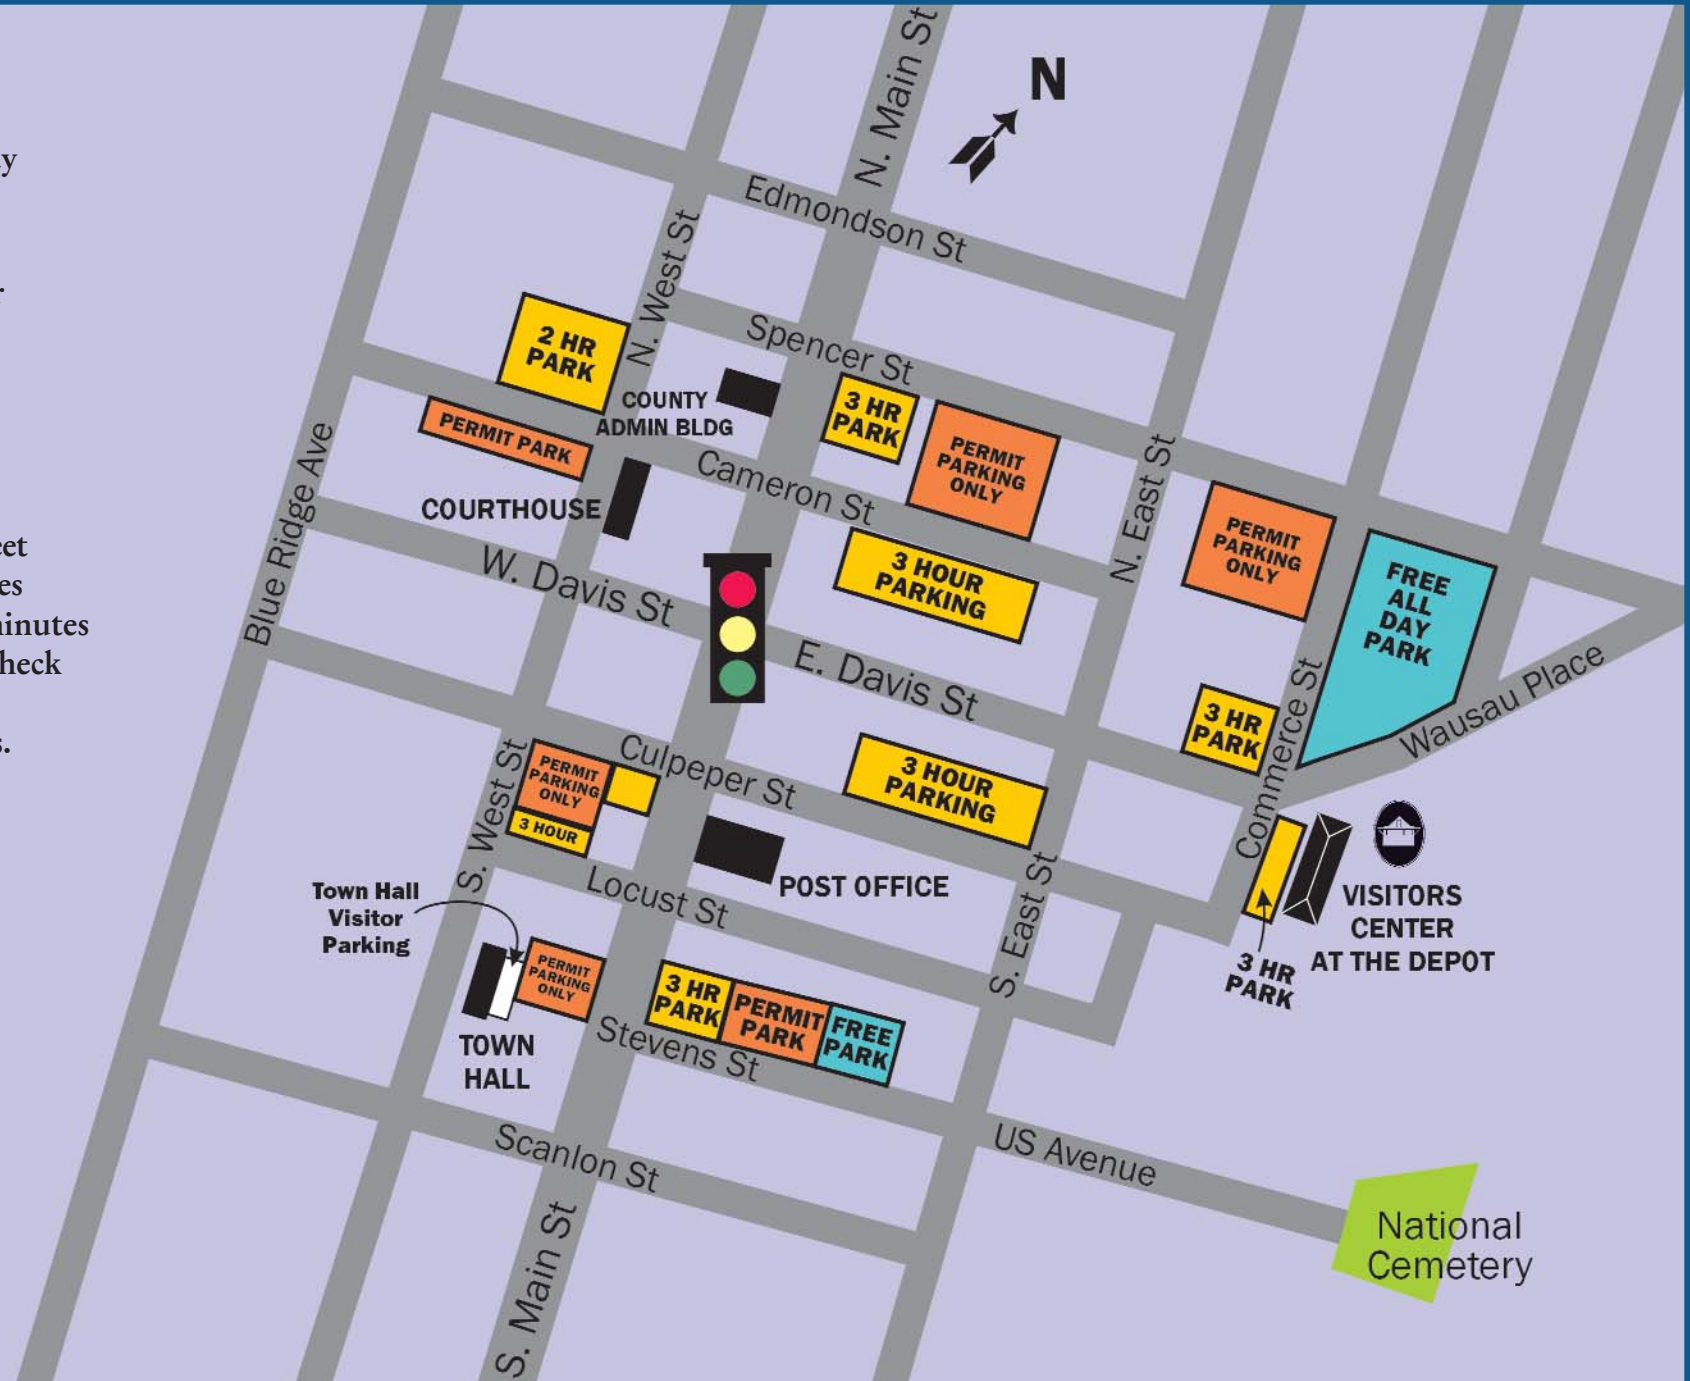 y
r
eet
es
minutes
heck
s.
N
N. Main St
Edmondson St
N. West St
Spencer St
2 HR
PARK
COUNTY
ADMIN BLDG
3 HR
PARK
PERMIT
PARKING
ONLY
PERMIT PARK
Cameron St
COURTHOUSE
N. East St
PERMIT
PARKING
ONLY
Blue Ridge Ave
W. Davis St
3 HOUR
PARKING
FREE
ALL
DAY
PARK
E. Davis St
3 HR
PARK
Commerce St
Wausau Place
PERMIT
PARKING
ONLY
3 HOUR
S. West St
Culpeper St
3 HOUR
PARKING
POST OFFICE
Locust St
S. East St
VISITORS
CENTER
AT THE DEPOT
3 HR
PARK
Town Hall
Visitor
Parking
PERMIT
PARKING
ONLY
TOWN
HALL
3 HR
PARK
PERMIT
PARK
FREE
PARK
Stevens St
Scanlon St
US Avenue
S. Main St
National
Cemetery